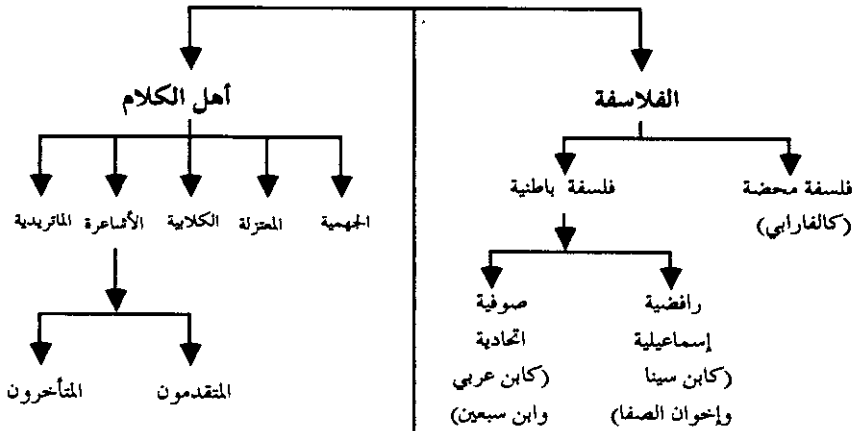 الفلاسفة
فلسفة محضة
(كالفارابي)
فلسفة باطنية
رافضية
إسماعيلية
(كابن سينا
وإخوان الصفا)
صوفية
اتحادية
(كابن عربي
وابن سبعين)
أهل الكلام
الجهمية
المعتزلة
الكلابية
الأشاعرة
الماتريدية
المتقدمون
المتأخرون